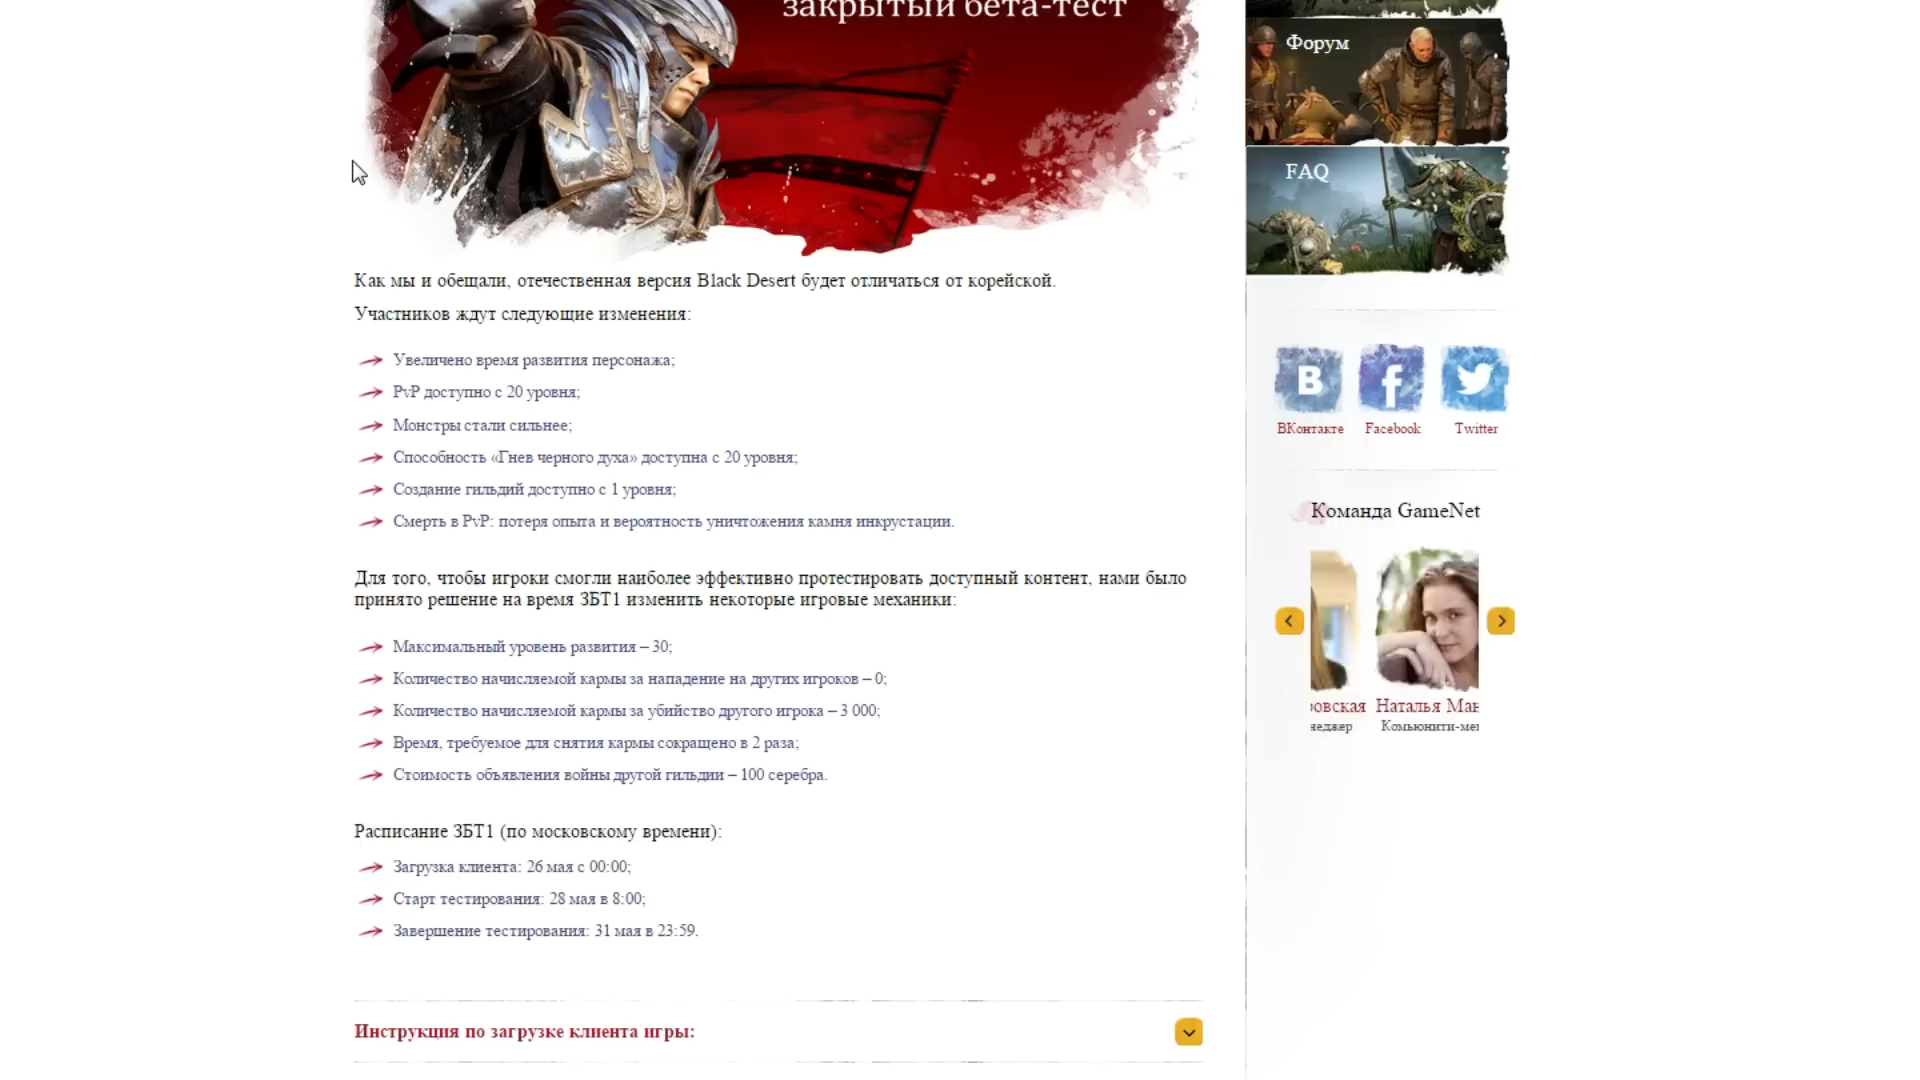 закрытый бета-тест
Как мы и обещали, отечественная версия Black Desert будет отличаться от корейской.
Участников ждут следующие изменения:
Увеличено время развития персонажа;
PvP доступно с 20 уровня;
Монстры стали сильнее;
Способность «Гнев черного духа» доступна с 20 уровня;
Создание гильдий доступно с 1 уровня;
Смерть в PvP: потеря опыта и вероятность уничтожения камня инкрустации.
Для того, чтобы игроки смогли наиболее эффективно протестировать доступный контент, нами было
принято решение на время ЗБТ1 изменить некоторые игровые механики:
Максимальный уровень развития – 30;
Количество начисляемой кармы за нападение на других игроков – 0;
Количество начисляемой кармы за убийство другого игрока – 3 000;
Время, требуемое для снятия кармы сокращено в 2 раза;
Стоимость объявления войны другой гильдии – 100 серебра.
Расписание ЗБТ1 (по московскому времени):
Загрузка клиента: 26 мая с 00:00;
Старт тестирования: 28 мая в 8:00;
Завершение тестирования: 31 мая в 23:59.
Инструкция по загрузке клиента игры:
Форум
FAQ
В f
ВКонтакте Facebook Twitter
Команда GameNet
овская Наталья Ман
неджер Комьюнити-ме